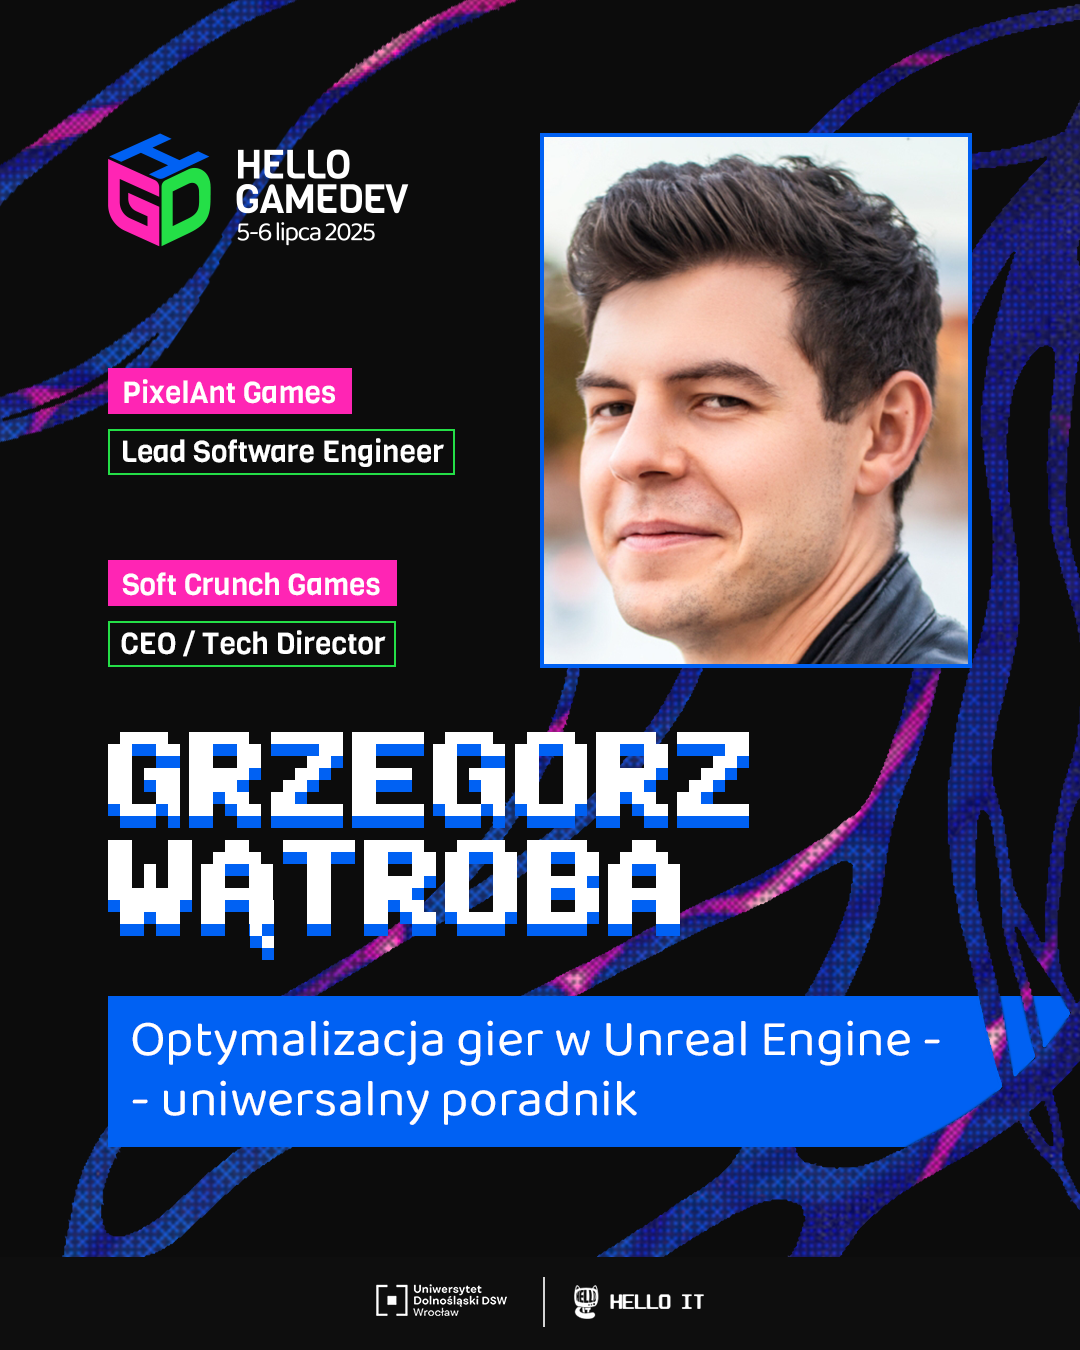 HELLO
GAMEDEV
5-6 lipca 2025
PixelAnt Games
Lead Software Engineer
Soft Crunch Games
CEO / Tech Director
GRZEGORZ
WĄTROBA
Optymalizacja gier w Unreal Engine -
- uniwersalny poradnik
Uniwersytet
Dolnośląski DSW
Wrocław
HELLO IT